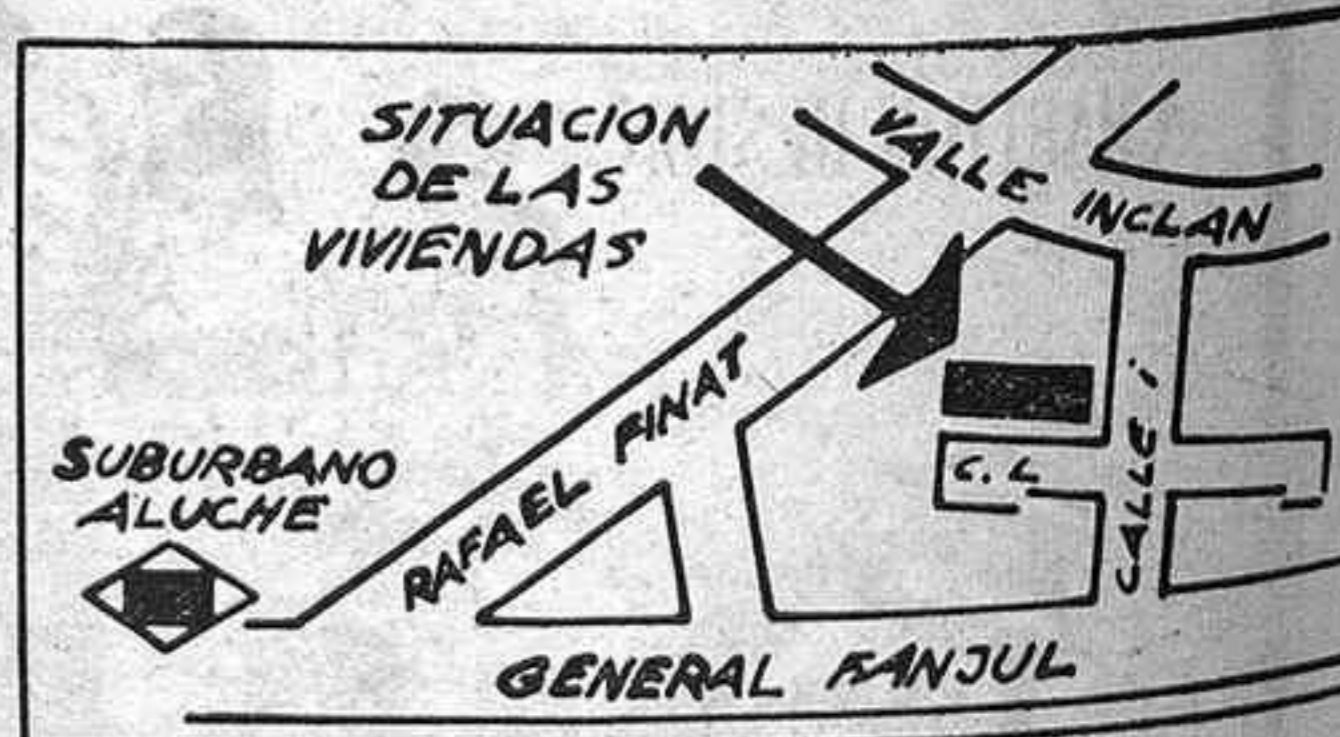 SITUACION
DE LAS
VIVIENDAS
VALLE INCLAN
RAFAEL FINAT
SUBURBANO
ALUCHE
C. L
CALLE i
GENERAL FANJUL